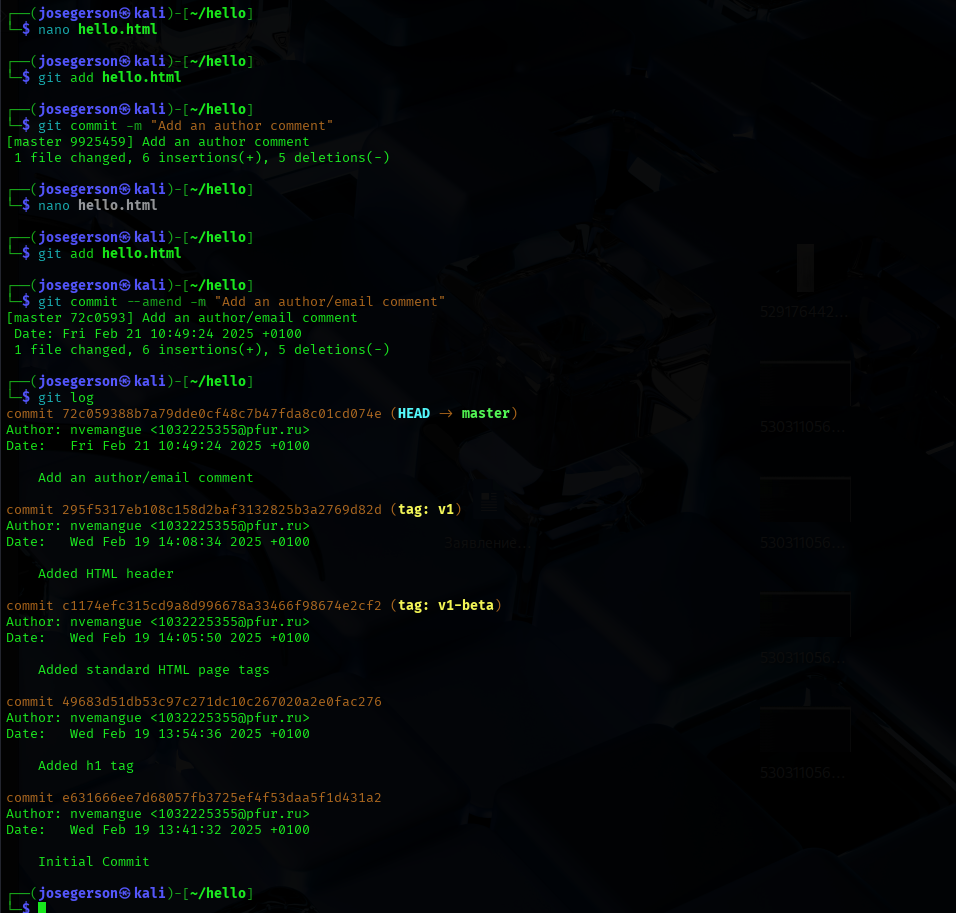 ┌──(josegerson㉿kali)-[~/hello]
└─$ nano hello.html
┌──(josegerson㉿kali)-[~/hello]
└─$ git add hello.html
┌──(josegerson㉿kali)-[~/hello]
└─$ git commit -m "Add an author comment"
[master 9925459] Add an author comment
 1 file changed, 6 insertions(+), 5 deletions(-)
┌──(josegerson㉿kali)-[~/hello]
└─$ nano hello.html
┌──(josegerson㉿kali)-[~/hello]
└─$ git add hello.html
┌──(josegerson㉿kali)-[~/hello]
└─$ git commit --amend -m "Add an author/email comment"
[master 72c0593] Add an author/email comment
 Date: Fri Feb 21 10:49:24 2025 +0100
 1 file changed, 6 insertions(+), 5 deletions(-)
┌──(josegerson㉿kali)-[~/hello]
└─$ git log
commit 72c059388b7a79dde0cf48c7b47fda8c01cd074e (HEAD -> master)
Author: nvemangue <1032225355@pfur.ru>
Date:   Fri Feb 21 10:49:24 2025 +0100
    Add an author/email comment
commit 295f5317eb108c158d2baf3132825b3a2769d82d (tag: v1)
Author: nvemangue <1032225355@pfur.ru>
Date:   Wed Feb 19 14:08:34 2025 +0100
    Added HTML header
commit c1174efc315cd9a8d996678a33466f98674e2cf2 (tag: v1-beta)
Author: nvemangue <1032225355@pfur.ru>
Date:   Wed Feb 19 14:05:50 2025 +0100
    Added standard HTML page tags
commit 49683d51db53c97c271dc10c267020a2e0fac276
Author: nvemangue <1032225355@pfur.ru>
Date:   Wed Feb 19 13:54:36 2025 +0100
    Added h1 tag
commit e631666ee7d68057fb3725ef4f53daa5f1d431a2
Author: nvemangue <1032225355@pfur.ru>
Date:   Wed Feb 19 13:41:32 2025 +0100
    Initial Commit
┌──(josegerson㉿kali)-[~/hello]
└─$
529176442...
530311056...
Заявление...
530311056...
530311056...
530311056...